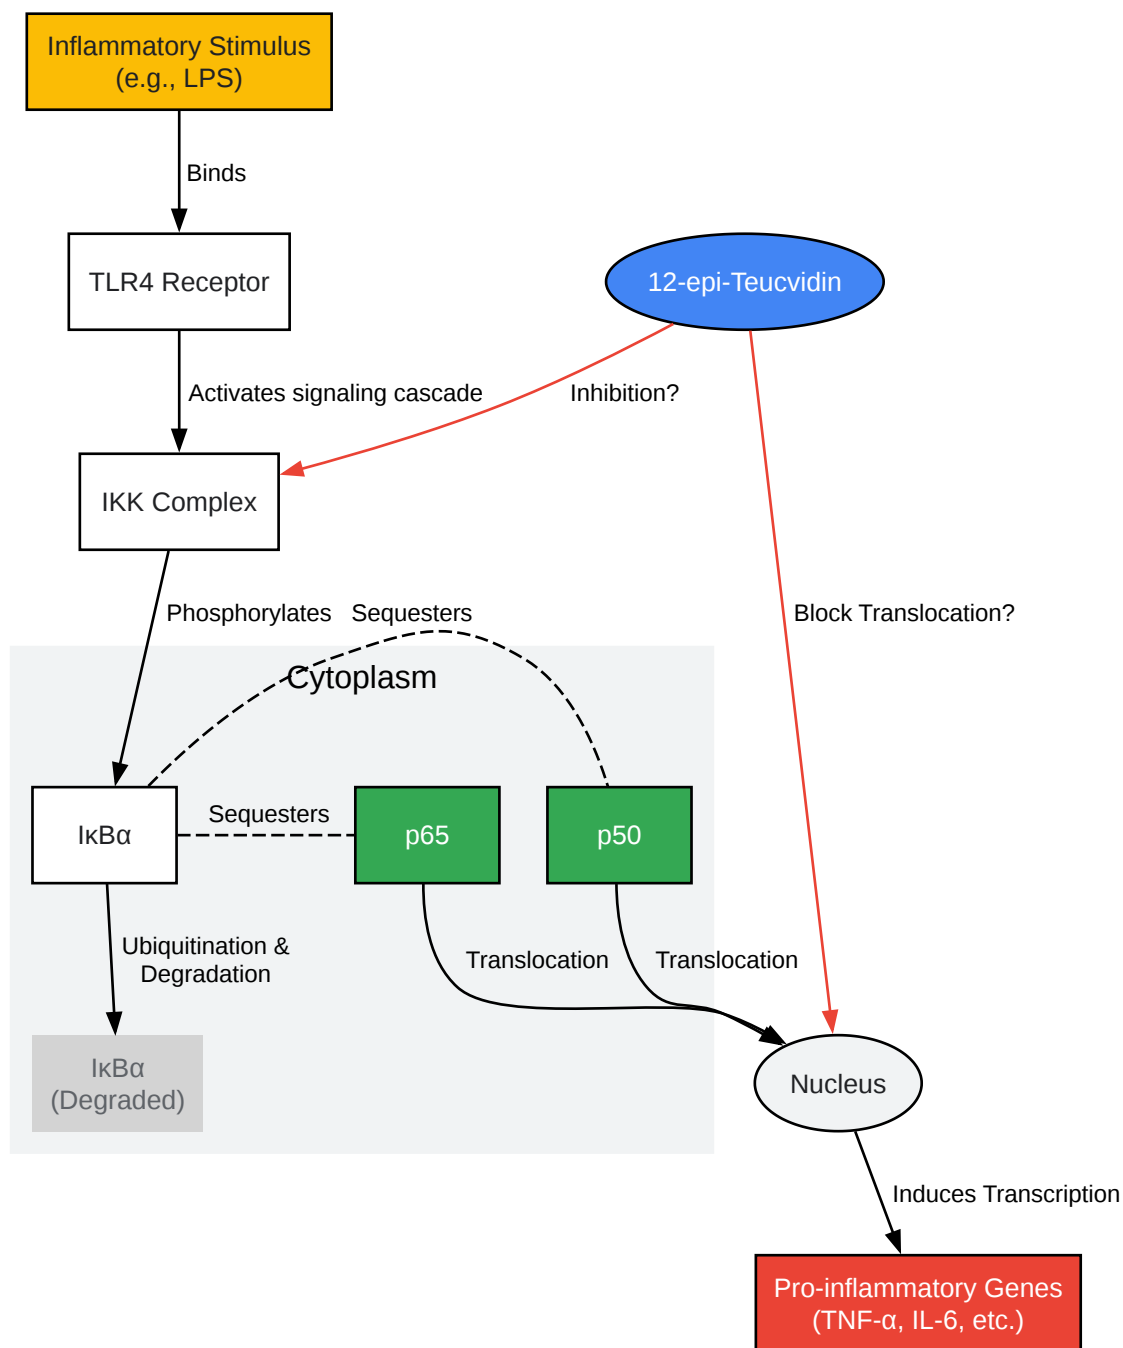 Inflammatory Stimulus
(e.g., LPS)
Binds
TLR4 Receptor
12-epi-Teucvidin
Activates signaling cascade
Inhibition?
IKK Complex
Phosphorylates
Sequesters
Block Translocation?
Cytoplasm
IκBα
Sequesters
p65
p50
Ubiquitination &
Degradation
Translocation
Translocation
IκBα
(Degraded)
Nucleus
Induces Transcription
Pro-inflammatory Genes
(TNF-α, IL-6, etc.)